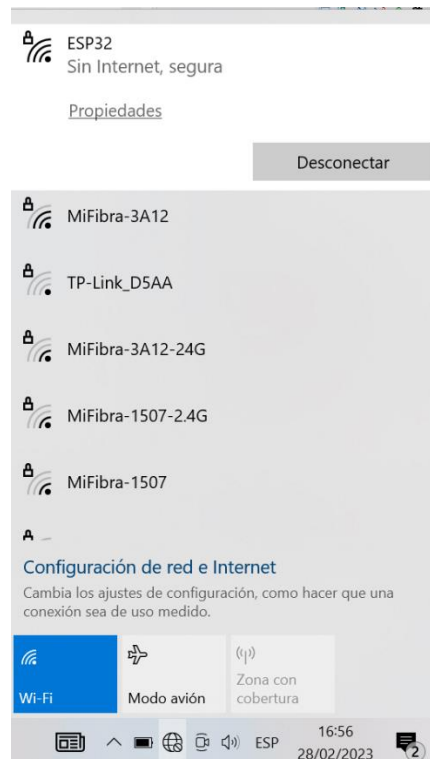 ESP32
Sin Internet, segura
Propiedades
Desconectar
MiFibra-3A12
TP-Link_D5AA
MiFibra-3A12-24G
MiFibra-1507-2.4G
MiFibra-1507
Configuración de red e Internet
Cambia los ajustes de configuración, como hacer que una
conexión sea de uso medido.
Wi-Fi
Modo avión
Zona con
cobertura
ESP
16:56
28/02/2023
2